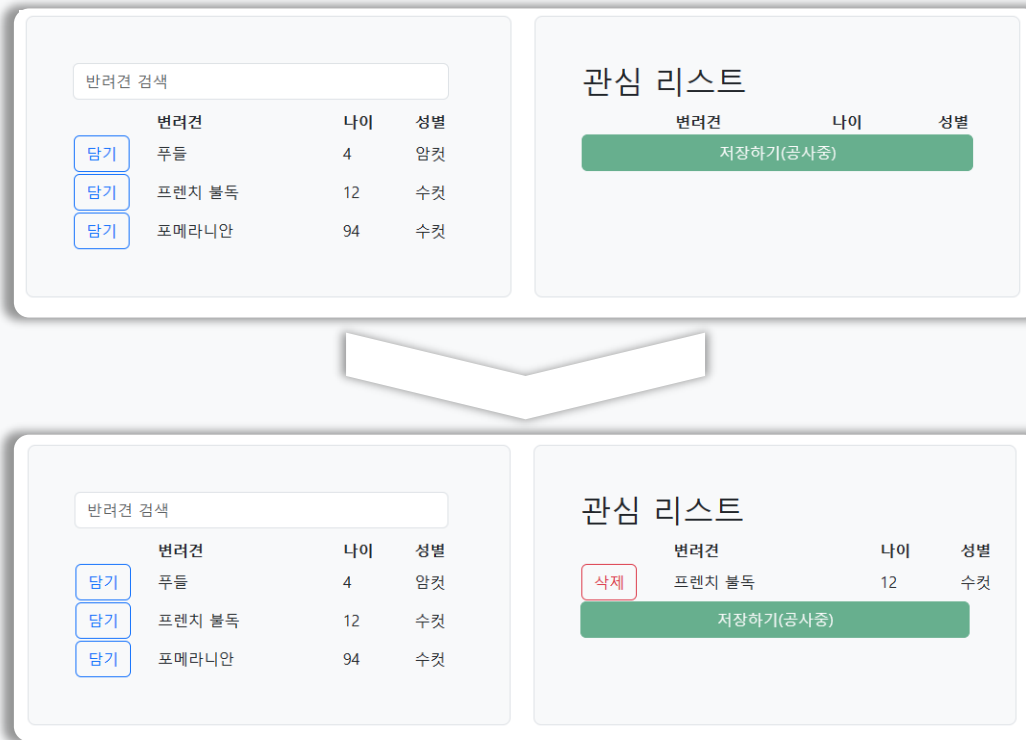 반려견 검색
변려견 나이 성별
담기 푸들 4 암컷
담기 프렌치 불독 12 수컷
담기 포메라니안 94 수컷
관심 리스트
변려견 나이 성별
저장하기(공사중)
반려견 검색
변려견 나이 성별
담기 푸들 4 암컷
담기 프렌치 불독 12 수컷
담기 포메라니안 94 수컷
관심 리스트
변려견 나이 성별
삭제 프렌치 불독 12 수컷
저장하기(공사중)